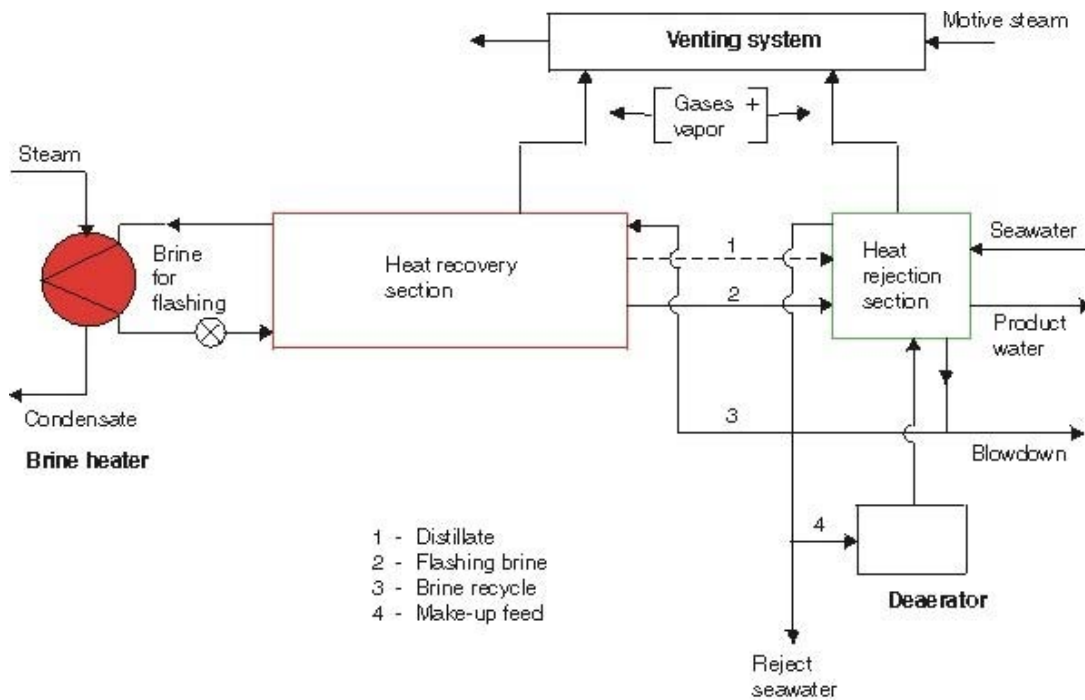 Motive steam
Venting system
Gases +
vapor
Steam
Seawater
Brine
for
flashing
Heat recovery
section
1
2
Heat
rejection
section
Product
water
Condensate
3
Blowdown
Brine heater
1 - Distillate
2 - Flashing brine
3 - Brine recycle
4 - Make-up feed
4
Deaerator
Reject
seawater